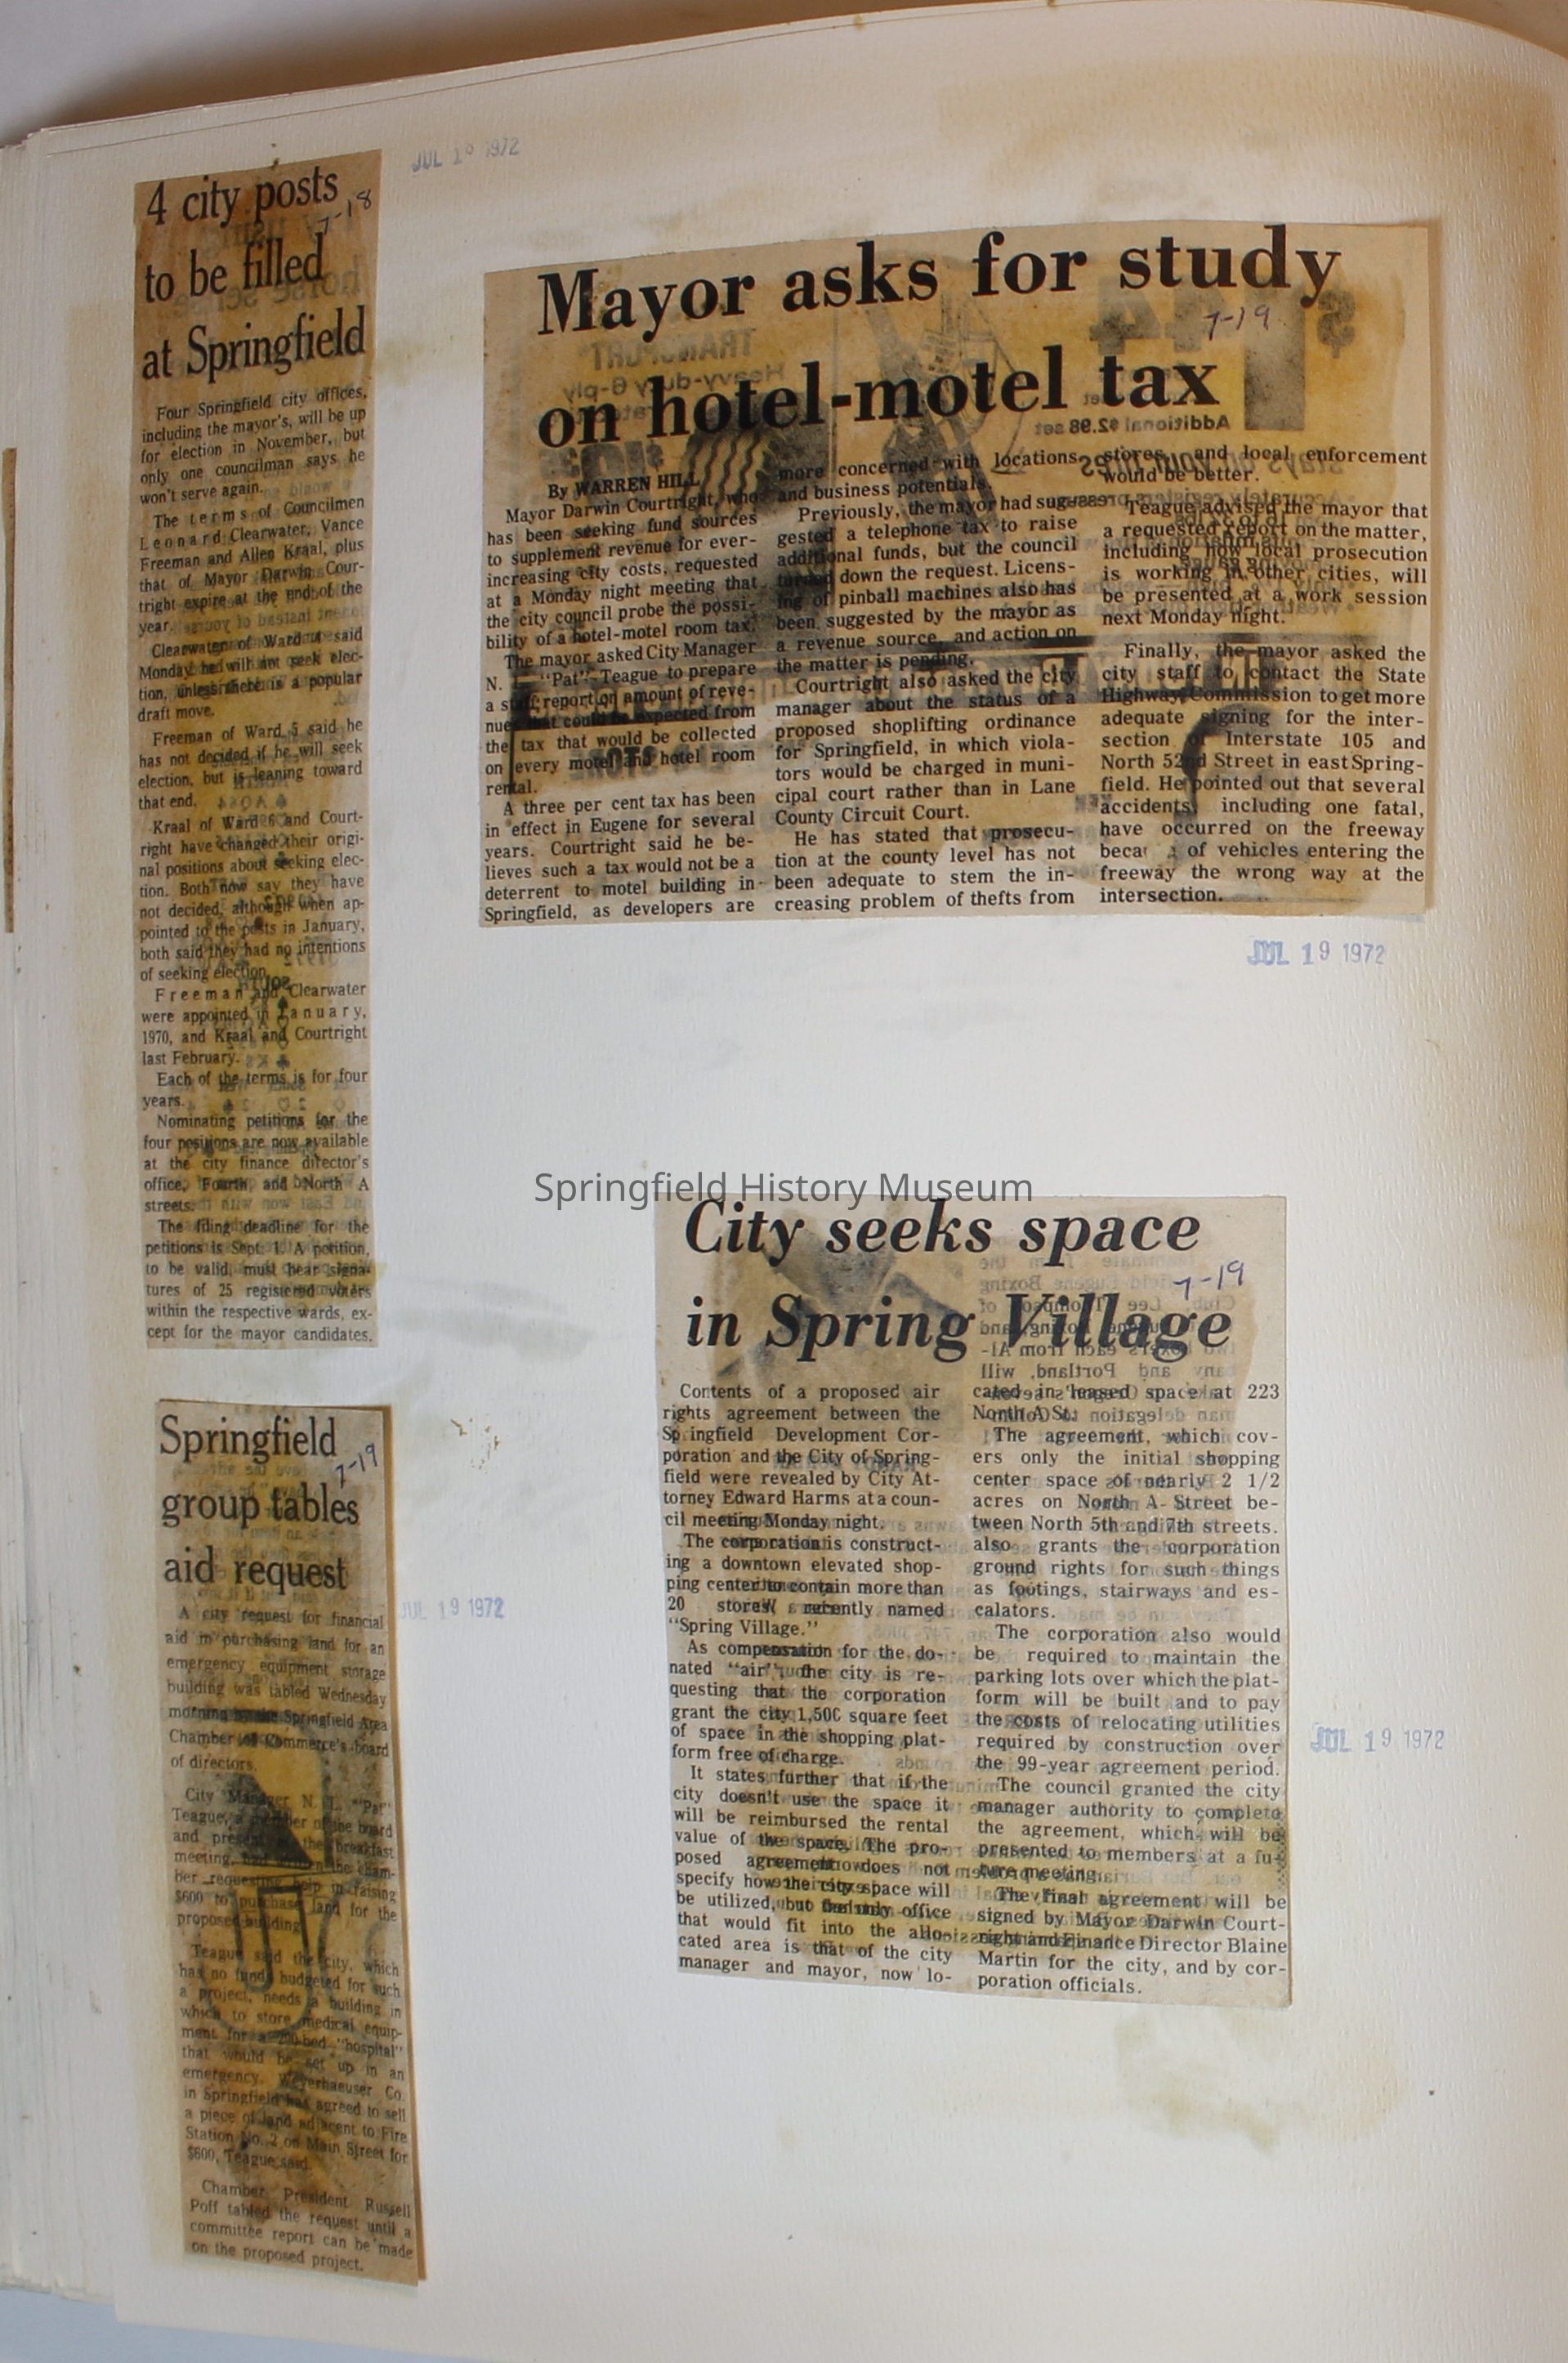 JUL 18 1972
4 city posts
7-18
to be filled
at Springfield
Four Springfield city offices,
including the mayor's, will be up
for election in November, but
only one councilman says he
won't serve again.
The terms of Councilmen
Leonard Clearwater, Vance
Freeman and Allen Kraal, plus
that of Mayor Darwin Cour-
tright expire at the end of the
year.
Clearwater of Ward 4 said
Monday he will not seek elec-
tion, unless there is a popular
draft move.
Freeman of Ward 5 said he
has not decided if he will seek
election, but is leaning toward
that end.
Kraal of Ward 6 and Court-
right have changed their origi-
nal positions about seeking elec-
tion. Both now say they have
not decided, although when ap-
pointed to the posts in January,
both said they had no intentions
of seeking election.
Freeman and Clearwater
were appointed in January,
1970, and Kraal and Courtright
last February.
Each of the terms is for four
years.
Nominating petitions for the
four positions are now available
at the city finance director's
office, Fourth and North A
streets.
The filing deadline for the
petitions is Sept. 1. A petition,
to be valid, must bear signa-
tures of 25 registered voters
within the respective wards, ex-
cept for the mayor candidates.
Springfield
7-19
group tables
aid request
A city request for financial
aid in purchasing land for an
emergency equipment storage
building was tabled Wednesday
morning by the Springfield Area
Chamber of Commerce's board
of directors.
City Manager N. L. "Pat"
Teague, a member of the board
and present at the breakfast
meeting, had written the cham-
ber requesting help in raising
$600 to purchase land for the
proposed building.
Teague said the city, which
has no funds budgeted for such
a project, needs a building in
which to store medical equip-
ment for a 200-bed "hospital"
that would be set up in an
emergency. Weyerhaeuser Co.
in Springfield has agreed to sell
a piece of land adjacent to Fire
Station No. 2 on Main Street for
$600, Teague said.
Chamber President Russell
Poff tabled the request until a
committee report can be made
on the proposed project.
JUL 19 1972
Mayor asks for study
7-19
on hotel-motel tax
By WARREN HILL
Mayor Darwin Courtright, who
has been seeking fund sources
to supplement revenue for ever-
increasing city costs, requested
at a Monday night meeting that
the city council probe the possi-
bility of a hotel-motel room tax.
The mayor asked City Manager
N. "Pat" Teague to prepare
a staff report on amount of reve-
nue that could be expected from
the tax that would be collected
on every motel and hotel room
rental.
A three per cent tax has been
in effect in Eugene for several
years. Courtright said he be-
lieves such a tax would not be a
deterrent to motel building in
Springfield, as developers are
more concerned with locations
and business potentials.
Previously, the mayor had sug-
gested a telephone tax to raise
additional funds, but the council
turned down the request. Licens-
ing of pinball machines also has
been suggested by the mayor as
a revenue source, and action on
the matter is pending.
Courtright also asked the city
manager about the status of a
proposed shoplifting ordinance
for Springfield, in which viola-
tors would be charged in muni-
cipal court rather than in Lane
County Circuit Court.
He has stated that prosecu-
tion at the county level has not
been adequate to stem the in-
creasing problem of thefts from
stores, and local enforcement
would be better.
Teague advised the mayor that
a requested report on the matter,
including how local prosecution
is working in other cities, will
be presented at a work session
next Monday night.
Finally, the mayor asked the
city staff to contact the State
Highway Commission to get more
adequate signing for the inter-
section of Interstate 105 and
North 52nd Street in east Spring-
field. He pointed out that several
accidents, including one fatal,
have occurred on the freeway
because of vehicles entering the
freeway the wrong way at the
intersection.
JUL 19 1972
Springfield History Museum
City seeks space
7-19
in Spring Village
Contents of a proposed air
rights agreement between the
Springfield Development Cor-
poration and the City of Spring-
field were revealed by City At-
torney Edward Harms at a coun-
cil meeting Monday night.
The corporation is construct-
ing a downtown elevated shop-
ping center to contain more than
20 stores, recently named
"Spring Village."
As compensation for the do-
nated "air", the city is re-
questing that the corporation
grant the city 1,500 square feet
of space in the shopping plat-
form free of charge.
It states further that if the
city doesn't use the space it
will be reimbursed the rental
value of the space. The pro-
posed agreement does not
specify how the city space will
be utilized, but the only office
that would fit into the allo-
cated area is that of the city
manager and mayor, now lo-
cated in leased space at 223
North A St.
The agreement, which cov-
ers only the initial shopping
center space of nearly 2 1/2
acres on North A Street be-
tween North 5th and 7th streets.
also grants the corporation
ground rights for such things
as footings, stairways and es-
calators.
The corporation also would
be required to maintain the
parking lots over which the plat-
form will be built and to pay
the costs of relocating utilities
required by construction over
the 99-year agreement period.
The council granted the city
manager authority to complete
the agreement, which will be
presented to members at a fu-
ture meeting.
The final agreement will be
signed by Mayor Darwin Court-
right and Finance Director Blaine
Martin for the city, and by cor-
poration officials.
JUL 19 1972